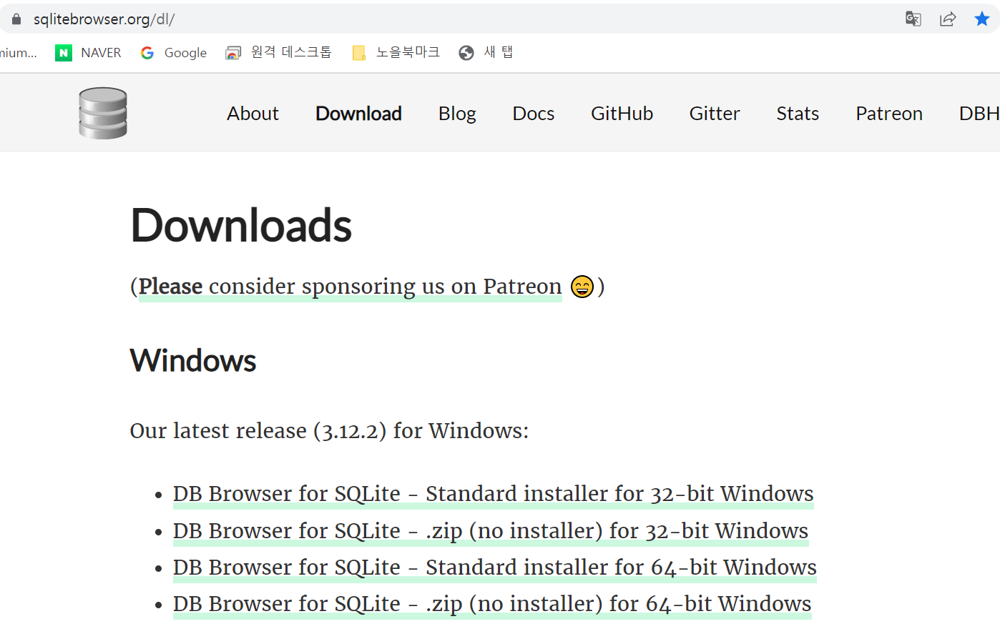 sqlitebrowser.org/dl/
nium... N NAVER Google 원격 데스크톱 노을북마크 새 탭
About Download Blog Docs GitHub Gitter Stats Patreon DBH
Downloads
(Please consider sponsoring us on Patreon 😄)
Windows
Our latest release (3.12.2) for Windows:
• DB Browser for SQLite - Standard installer for 32-bit Windows
• DB Browser for SQLite - .zip (no installer) for 32-bit Windows
• DB Browser for SQLite - Standard installer for 64-bit Windows
• DB Browser for SQLite - .zip (no installer) for 64-bit Windows